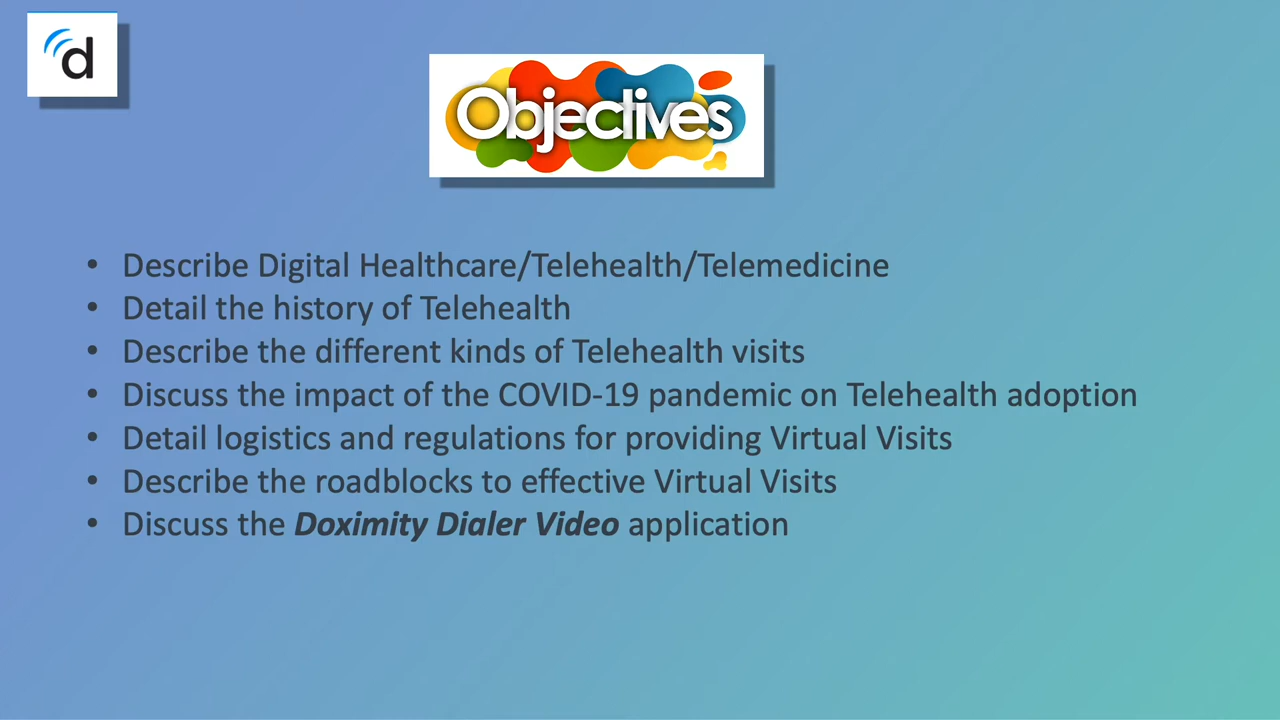 d
Objectives
• Describe Digital Healthcare/Telehealth/Telemedicine
• Detail the history of Telehealth
• Describe the different kinds of Telehealth visits
• Discuss the impact of the COVID-19 pandemic on Telehealth adoption
• Detail logistics and regulations for providing Virtual Visits
• Describe the roadblocks to effective Virtual Visits
• Discuss the Doximity Dialer Video application